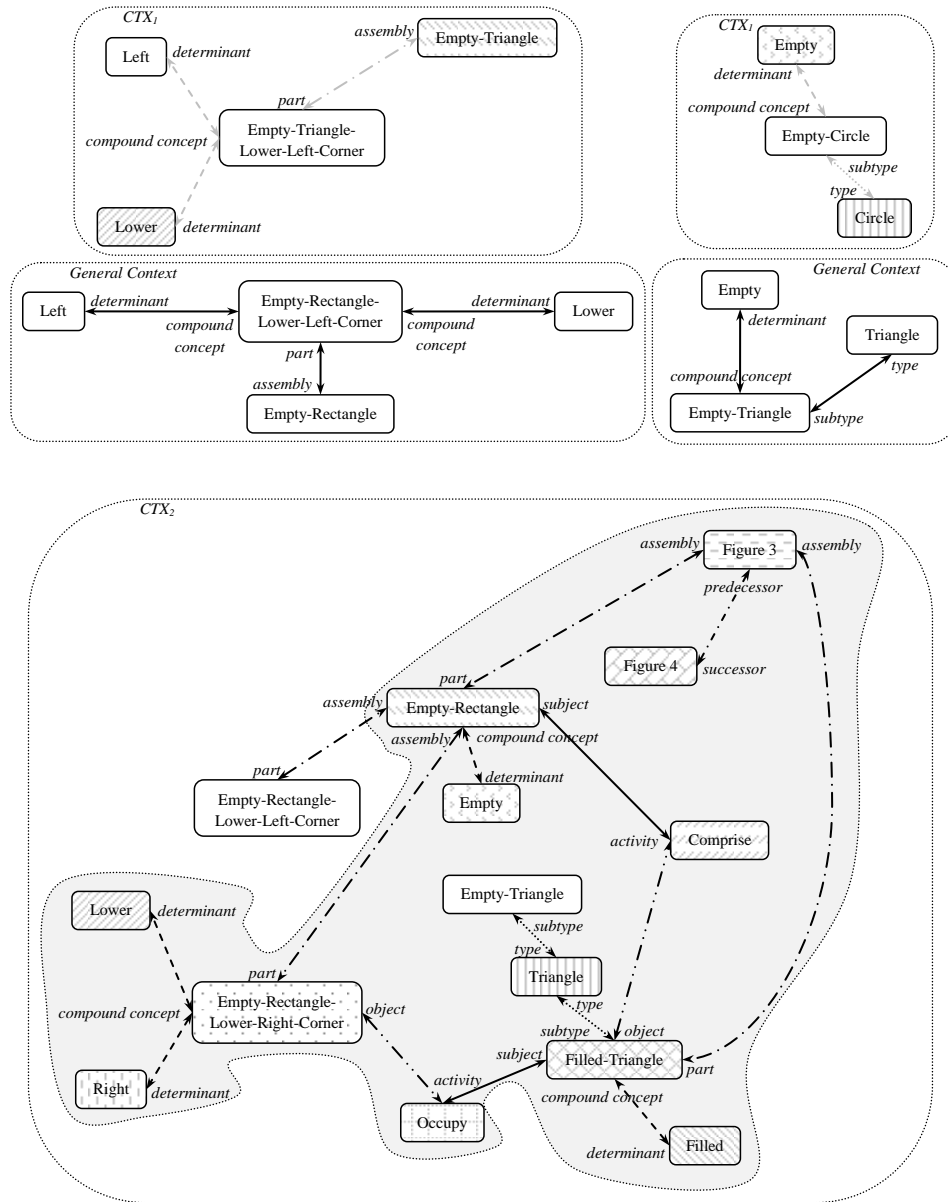 CTX1
Left
determinant
assembly
Empty-Triangle
part
compound concept
Empty-Triangle-
Lower-Left-Corner
Lower
determinant
CTX1
Empty
determinant
compound concept
Empty-Circle
subtype
type
Circle
General Context
Left
determinant
compound
concept
Empty-Rectangle-
Lower-Left-Corner
determinant
compound
concept
Lower
part
assembly
Empty-Rectangle
General Context
Empty
determinant
Triangle
type
compound concept
Empty-Triangle
subtype
CTX2
assembly
Figure 3
assembly
predecessor
Figure 4
successor
part
assembly
Empty-Rectangle
subject
assembly
compound concept
part
determinant
Empty-Rectangle-
Lower-Left-Corner
Empty
activity
Comprise
Empty-Triangle
Lower
determinant
subtype
type
Triangle
part
type
compound concept
Empty-Rectangle-
Lower-Right-Corner
object
subtype
object
subject
Filled-Triangle
part
Right
determinant
activity
compound concept
Occupy
determinant
Filled